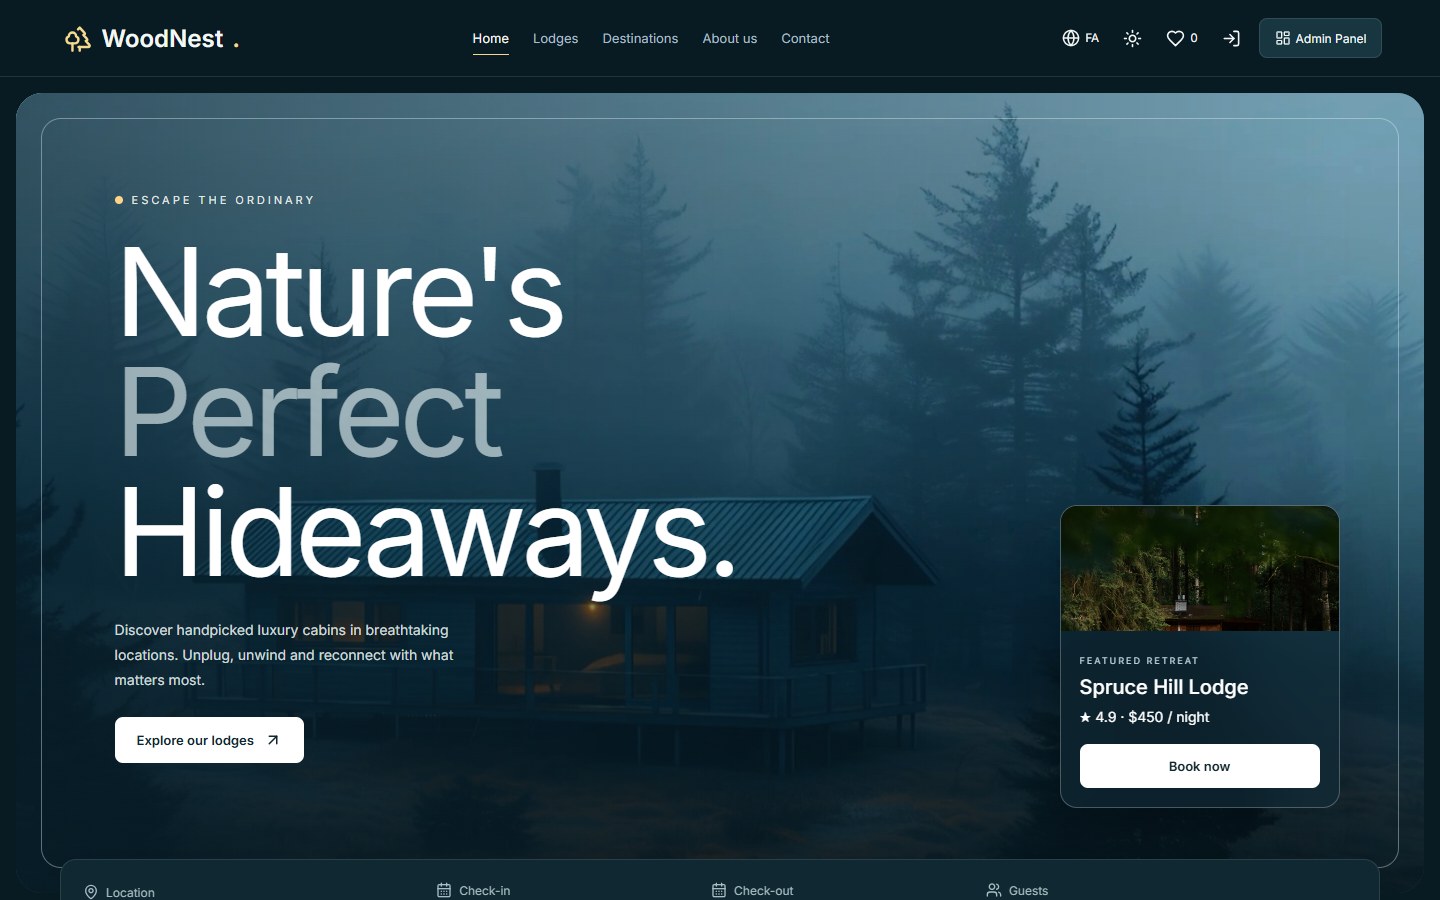 WoodNest .
Home
Lodges
Destinations
About us
Contact
FA
0
Admin Panel
ESCAPE THE ORDINARY
Nature's
Perfect
Hideaways.
Discover handpicked luxury cabins in breathtaking
locations. Unplug, unwind and reconnect with what
matters most.
Explore our lodges
FEATURED RETREAT
Spruce Hill Lodge
★ 4.9 · $450 / night
Book now
Location
Check-in
Check-out
Guests